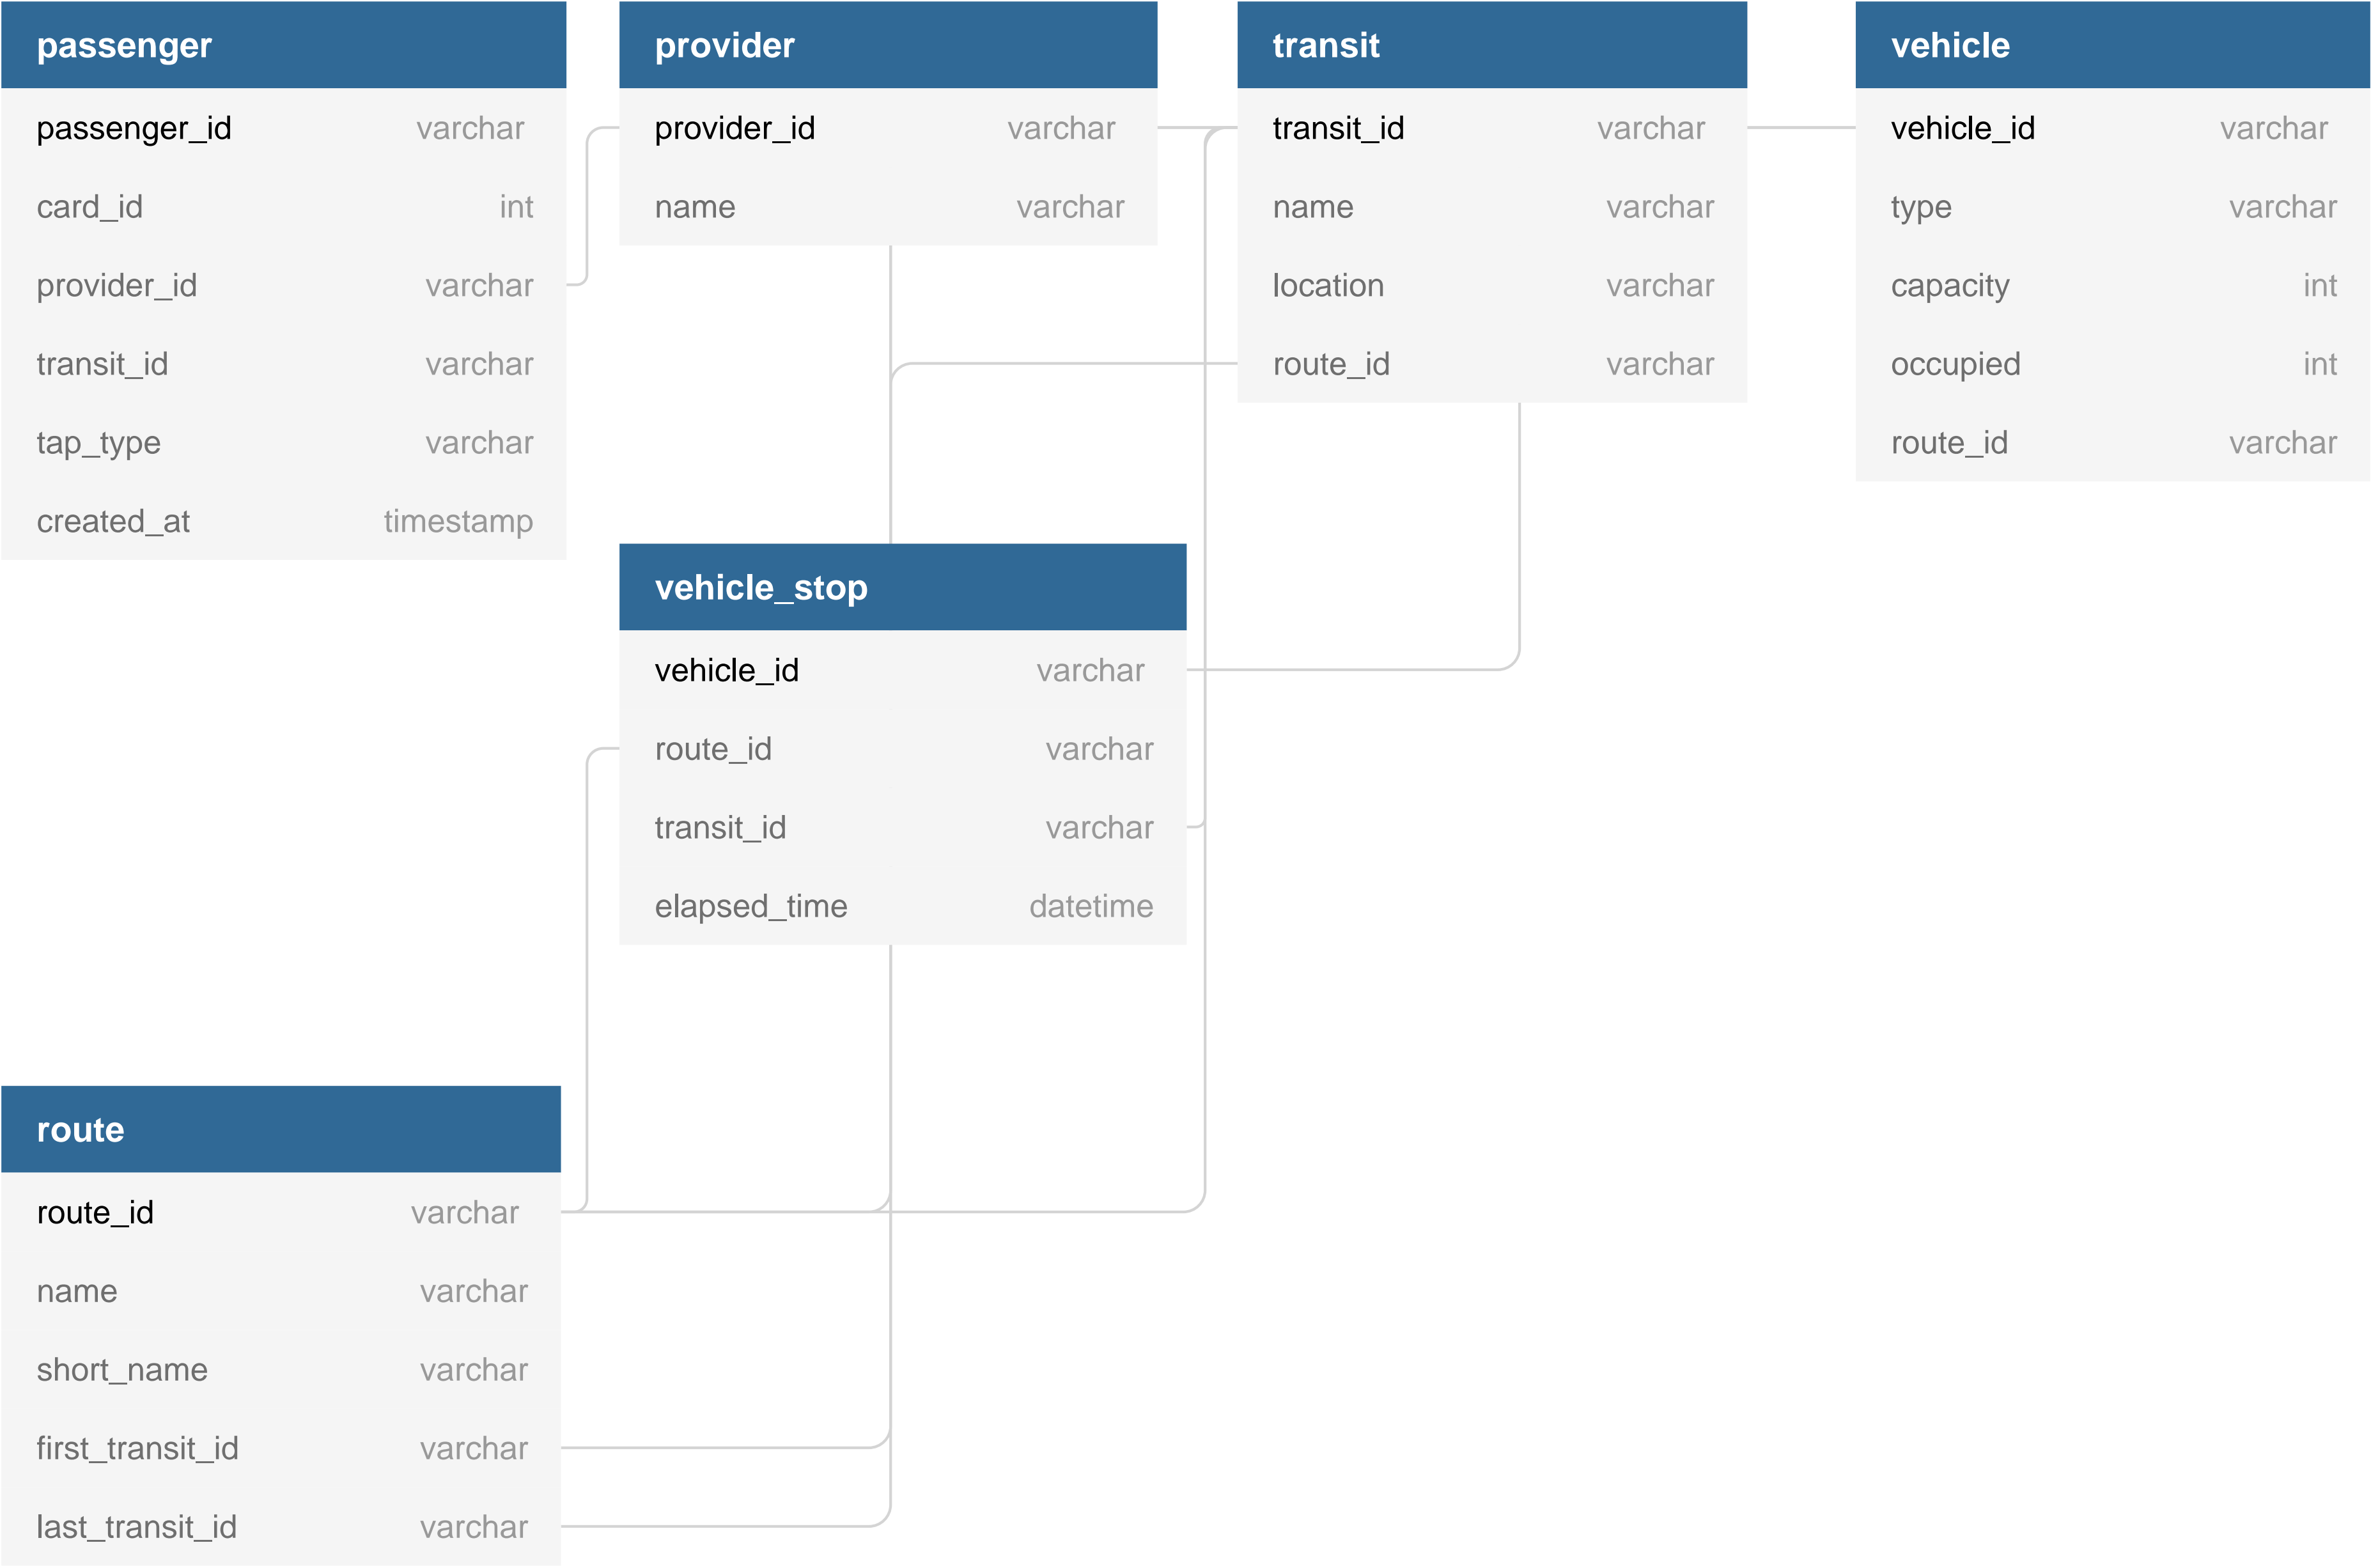 passenger
passenger_id varchar
card_id int
provider_id varchar
transit_id varchar
tap_type varchar
created_at timestamp
provider
provider_id varchar
name varchar
transit
transit_id varchar
name varchar
location varchar
route_id varchar
vehicle
vehicle_id varchar
type varchar
capacity int
occupied int
route_id varchar
vehicle_stop
vehicle_id varchar
route_id varchar
transit_id varchar
elapsed_time datetime
route
route_id varchar
name varchar
short_name varchar
first_transit_id varchar
last_transit_id varchar